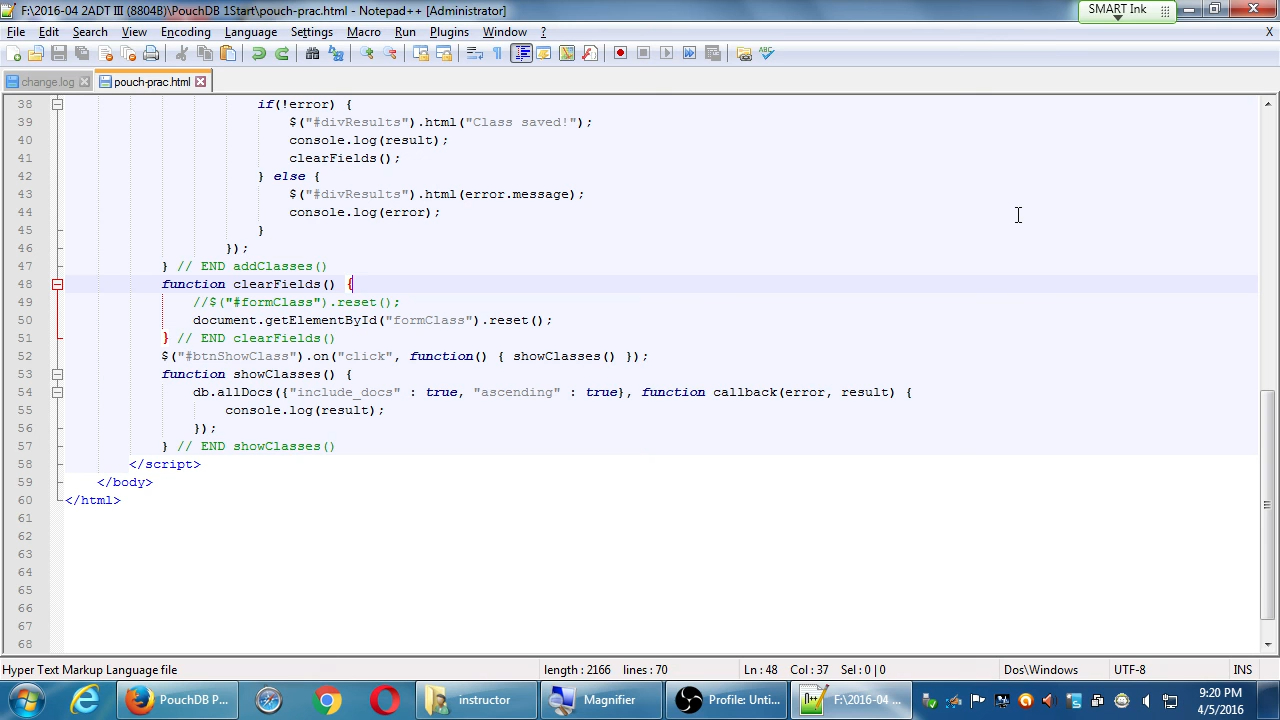 F:\2016-04 2ADT III (8804B)\PouchDB 1Start\pouch-prac.html - Notepad++ [Administrator]
SMART Ink
File Edit Search View Encoding Language Settings Macro Run Plugins Window ? X
change.log pouch-prac.html
38 if(!error) {
39 $("#divResults").html("Class saved!");
40 console.log(result);
41 clearFields();
42 } else {
43 $("#divResults").html(error.message);
44 console.log(error);
45 }
46 });
47 } // END addClasses()
48 function clearFields() {
49 //$("#formClass").reset();
50 document.getElementById("formClass").reset();
51 } // END clearFields()
52 $("#btnShowClass").on("click", function() { showClasses() });
53 function showClasses() {
54 db.allDocs({"include_docs" : true, "ascending" : true}, function callback(error, result) {
55 console.log(result);
56 });
57 } // END showClasses()
58 </script>
59 </body>
60 </html>
61
62
63
64
65
66
67
68
Hyper Text Markup Language file length : 2166 lines : 70 Ln : 48 Col : 37 Sel : 0 | 0 Dos\Windows UTF-8 INS
PouchDB P... instructor Magnifier Profile: Unti... F:\2016-04 ... 9:20 PM
4/5/2016